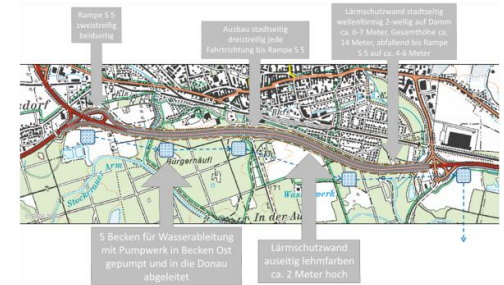 Rampe S 5
zweistreifig
beidseitig
Ausbau stadtseitig
dreistreifig jede
Fahrtrichtung bis Rampe S 5
Lärmschutzwand stadtseitig
wellenförmig 2-wellig auf Damm
ca. 6-7 Meter, Gesamthöhe ca.
14 Meter, abfallend bis Rampe
S 5 auf ca. 4-6 Meter
dorf
Bürgerhäufl
Stockerauer Arm
Wasserwerk
In der Au
5 Becken für Wasserableitung
mit Pumpwerk in Becken Ost
gepumpt und in die Donau
abgeleitet
Lärmschutzwand
auseitig lehmfarben
ca. 2 Meter hoch